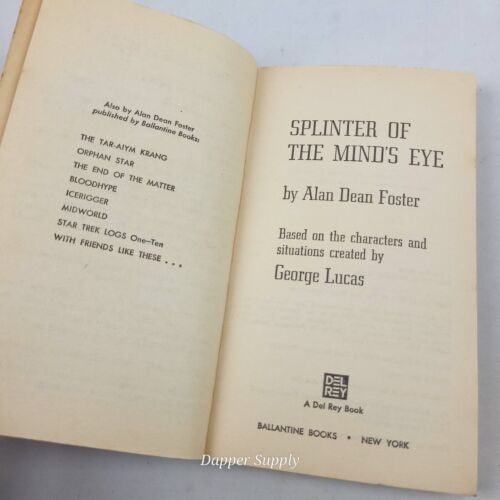 Also by Alan Dean Foster
published by Ballantine Books:
THE TAR-AIYM KRANG
ORPHAN STAR
THE END OF THE MATTER
BLOODHYPE
ICERIGGER
MIDWORLD
STAR TREK LOGS One–Ten
WITH FRIENDS LIKE THESE . . .
SPLINTER OF
THE MIND'S EYE
by Alan Dean Foster
Based on the characters and
situations created by
George Lucas
DEL
REY
A Del Rey Book
BALLANTINE BOOKS • NEW YORK
Dapper Supply